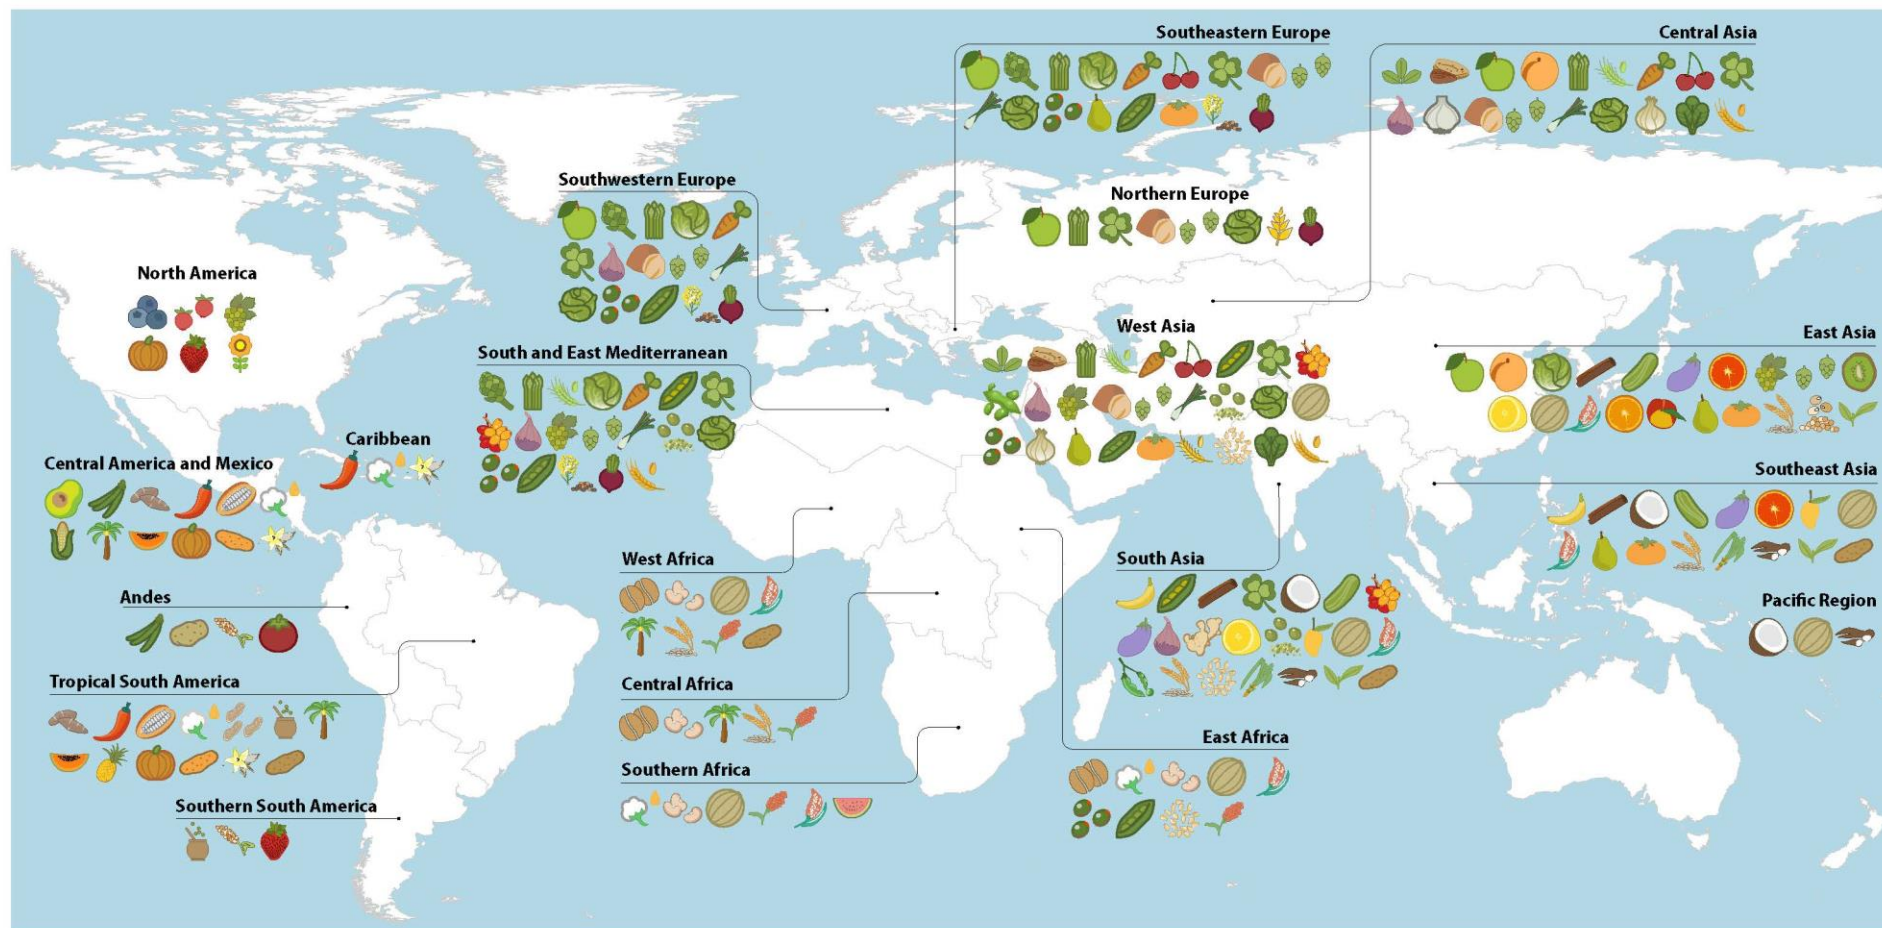 Southeastern Europe
Central Asia
Southwestern Europe
Northern Europe
North America
West Asia
East Asia
South and East Mediterranean
Caribbean
Central America and Mexico
Southeast Asia
West Africa
South Asia
Andes
Pacific Region
Tropical South America
Central Africa
East Africa
Southern Africa
Southern South America